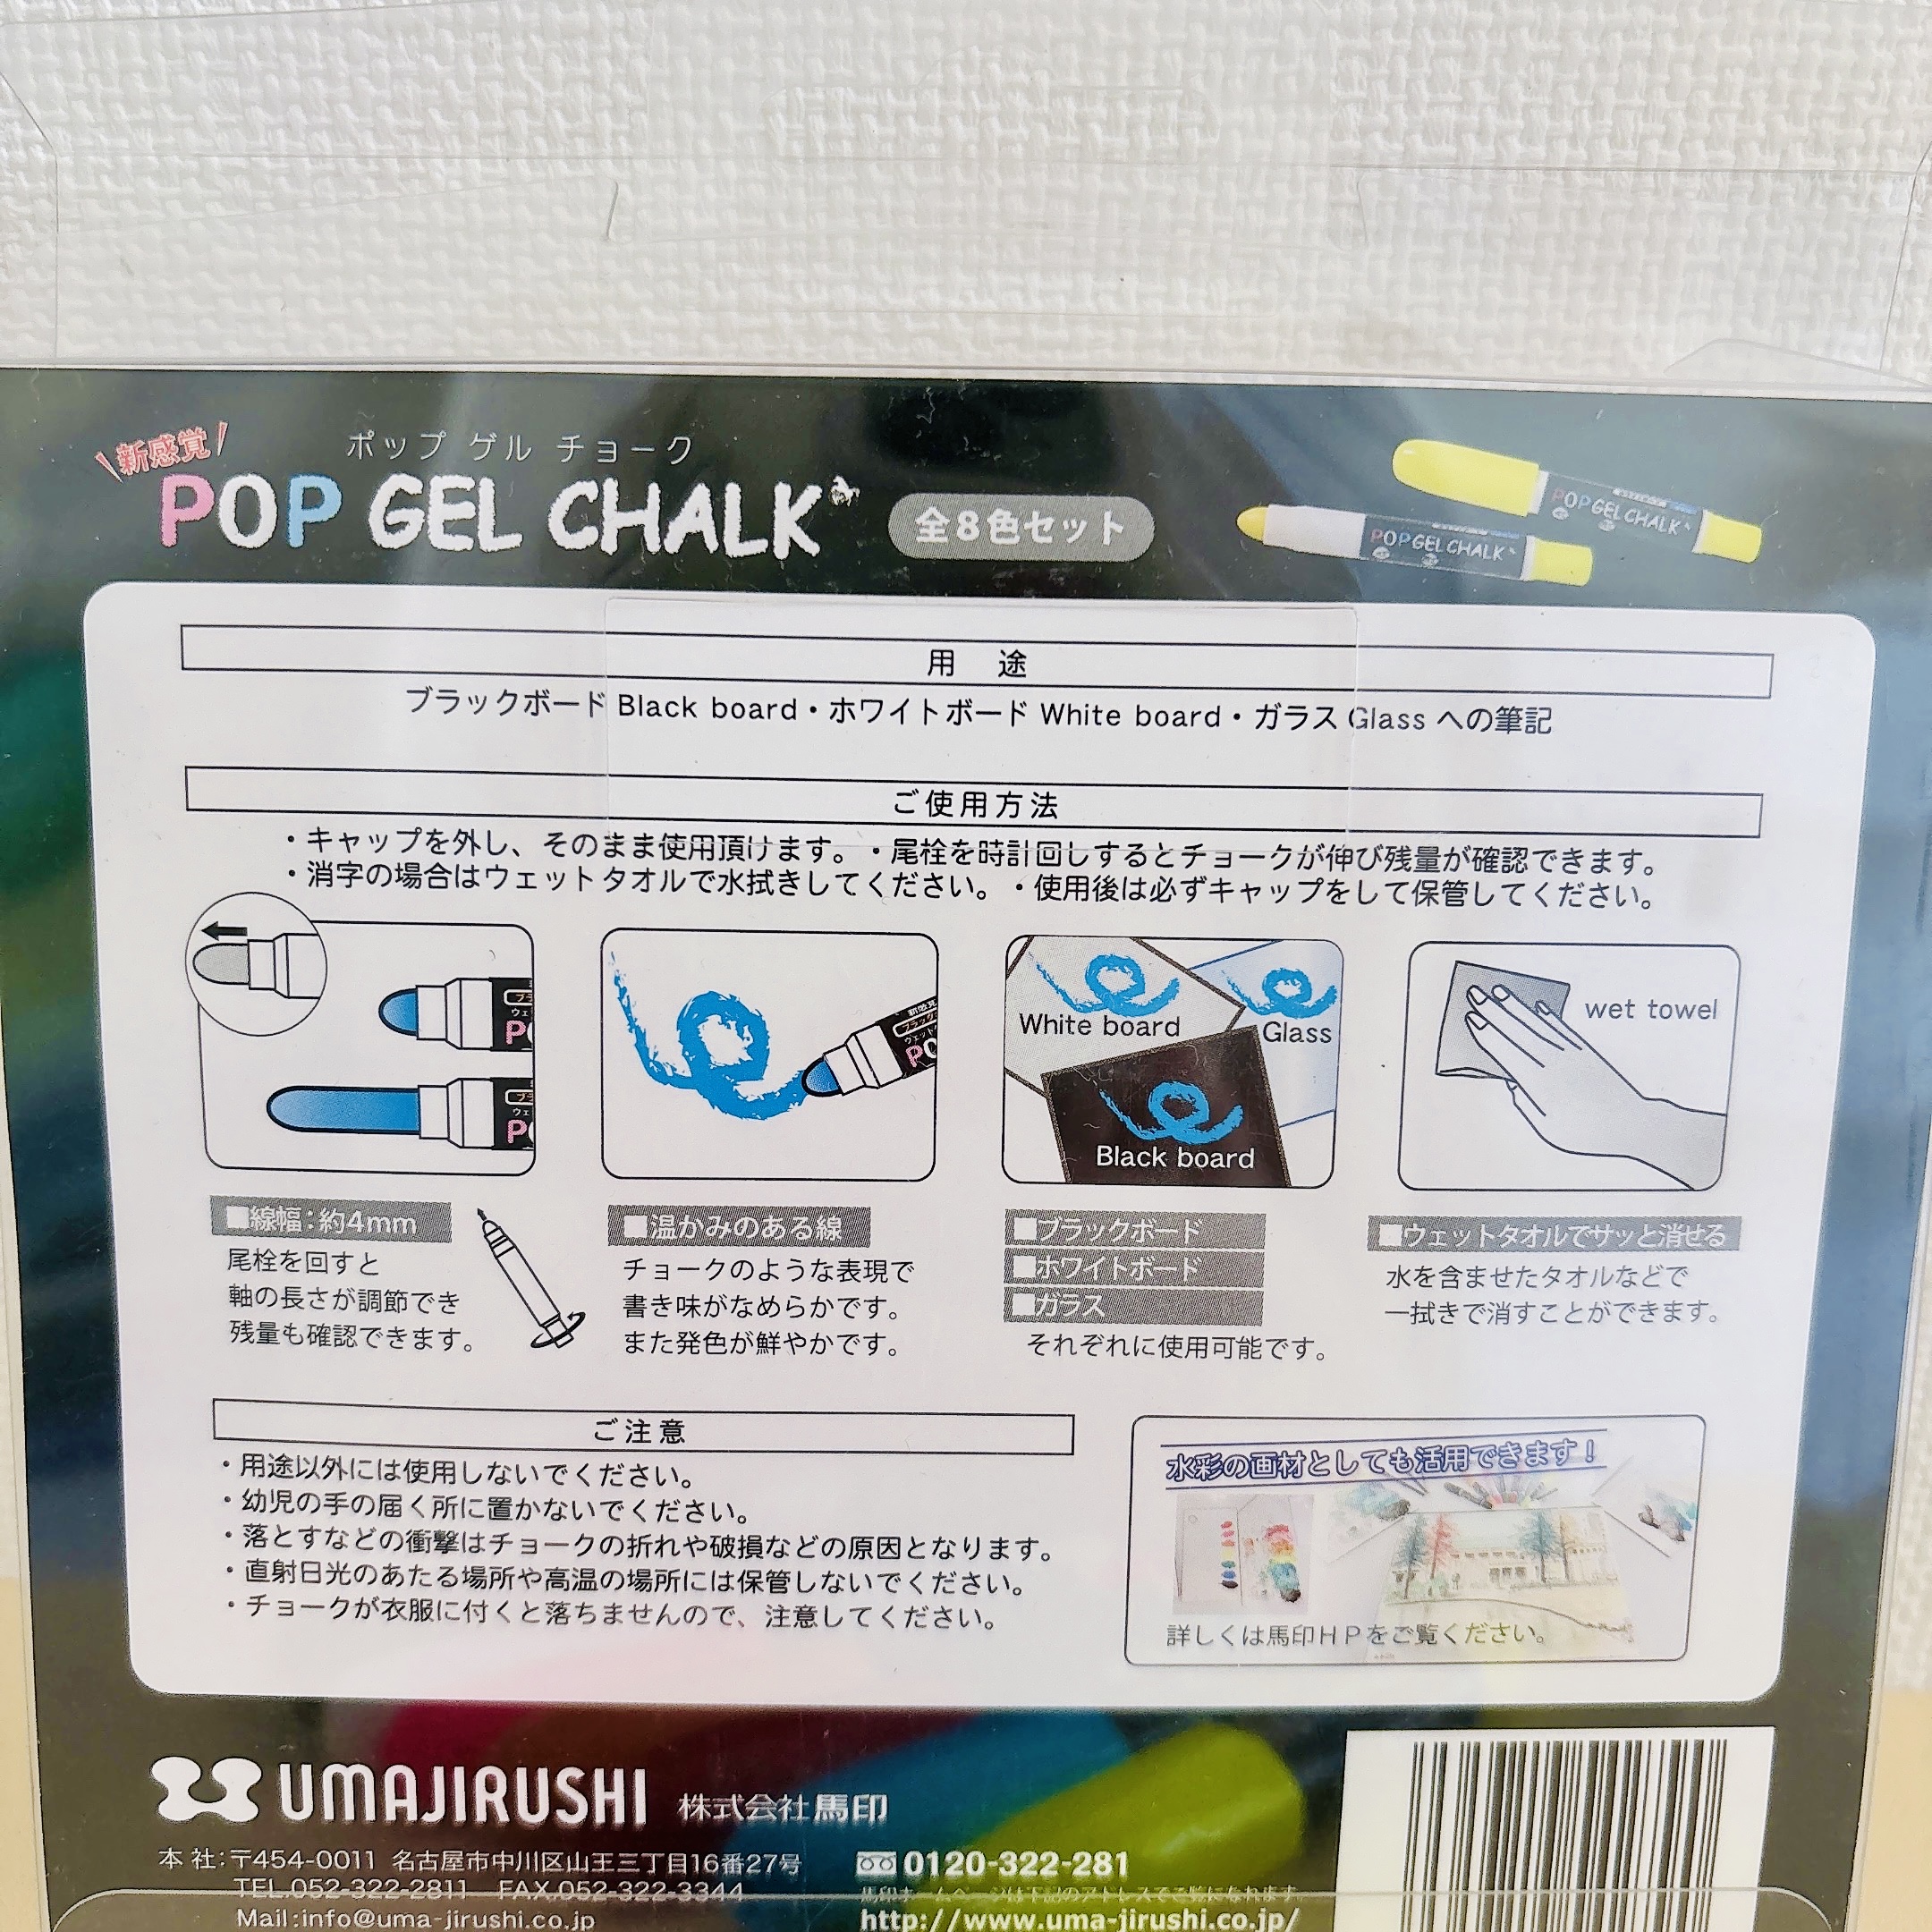 新感覚
ポップ ゲル チョーク
POP GEL CHALK
全8色セット
POP GEL CHALK
POP GEL CHALK
用 途
ブラックボード Black board・ホワイトボード White board・ガラス Glass への筆記
ご使用方法
・キャップを外し、そのまま使用頂けます。・尾栓を時計回しするとチョークが伸び残量が確認できます。
・消字の場合はウェットタオルで水拭きしてください。・使用後は必ずキャップをして保管してください。
White board
Glass
Black board
wet towel
■線幅：約4mm
尾栓を回すと
軸の長さが調節でき
残量も確認できます。
■温かみのある線
チョークのような表現で
書き味がなめらかです。
また発色が鮮やかです。
■ブラックボード
■ホワイトボード
■ガラス
それぞれに使用可能です。
■ウェットタオルでサッと消せる
水を含ませたタオルなどで
一拭きで消すことができます。
ご注意
・用途以外には使用しないでください。
・幼児の手の届く所に置かないでください。
・落とすなどの衝撃はチョークの折れや破損などの原因となります。
・直射日光のあたる場所や高温の場所には保管しないでください。
・チョークが衣服に付くと落ちませんので、注意してください。
水彩の画材としても活用できます！
詳しくは馬印HPをご覧ください。
UMAJIRUSHI 株式会社馬印
本 社：〒454-0011 名古屋市中川区山王三丁目16番27号
TEL.052-322-2811 FAX.052-322-3344
Mail:info@uma-jirushi.co.jp
0120-322-281
馬印ホームページは下記のアドレスでご覧になれます。
http://www.uma-jirushi.co.jp/